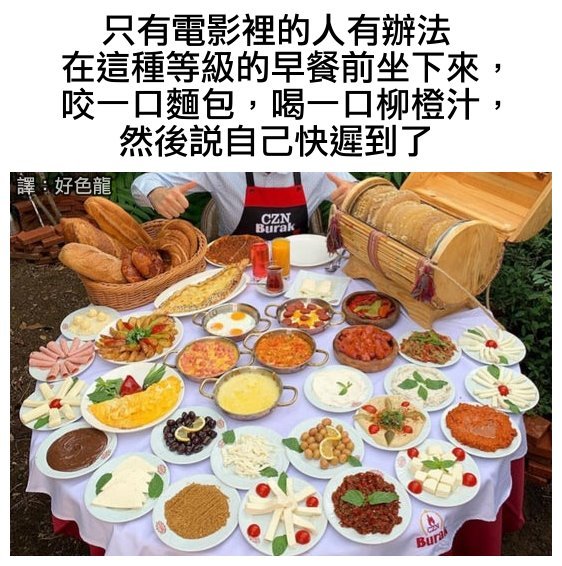 只有電影裡的人有辦法
在這種等級的早餐前坐下來，
咬一口麵包，喝一口柳橙汁，
然後說自己快遲到了
譯：好色龍
CZN
Burak
CZN
Burak